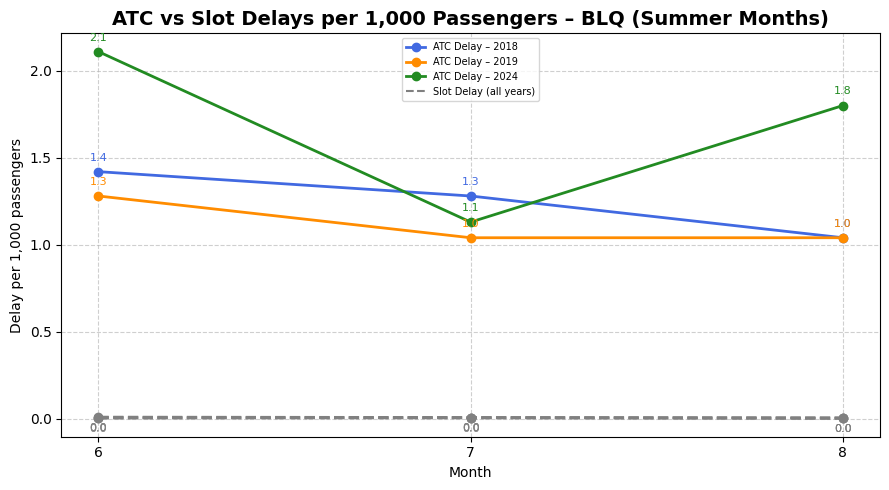 ATC vs Slot Delays per 1,000 Passengers – BLQ (Summer Months)
ATC Delay – 2018
ATC Delay – 2019
ATC Delay – 2024
Slot Delay (all years)
Delay per 1,000 passengers
2.0
1.5
1.0
0.5
0.0
2.1
1.4
1.3
1.3
1.1
1.8
1.0
0.0
0.0
0.0
6
7
8
Month